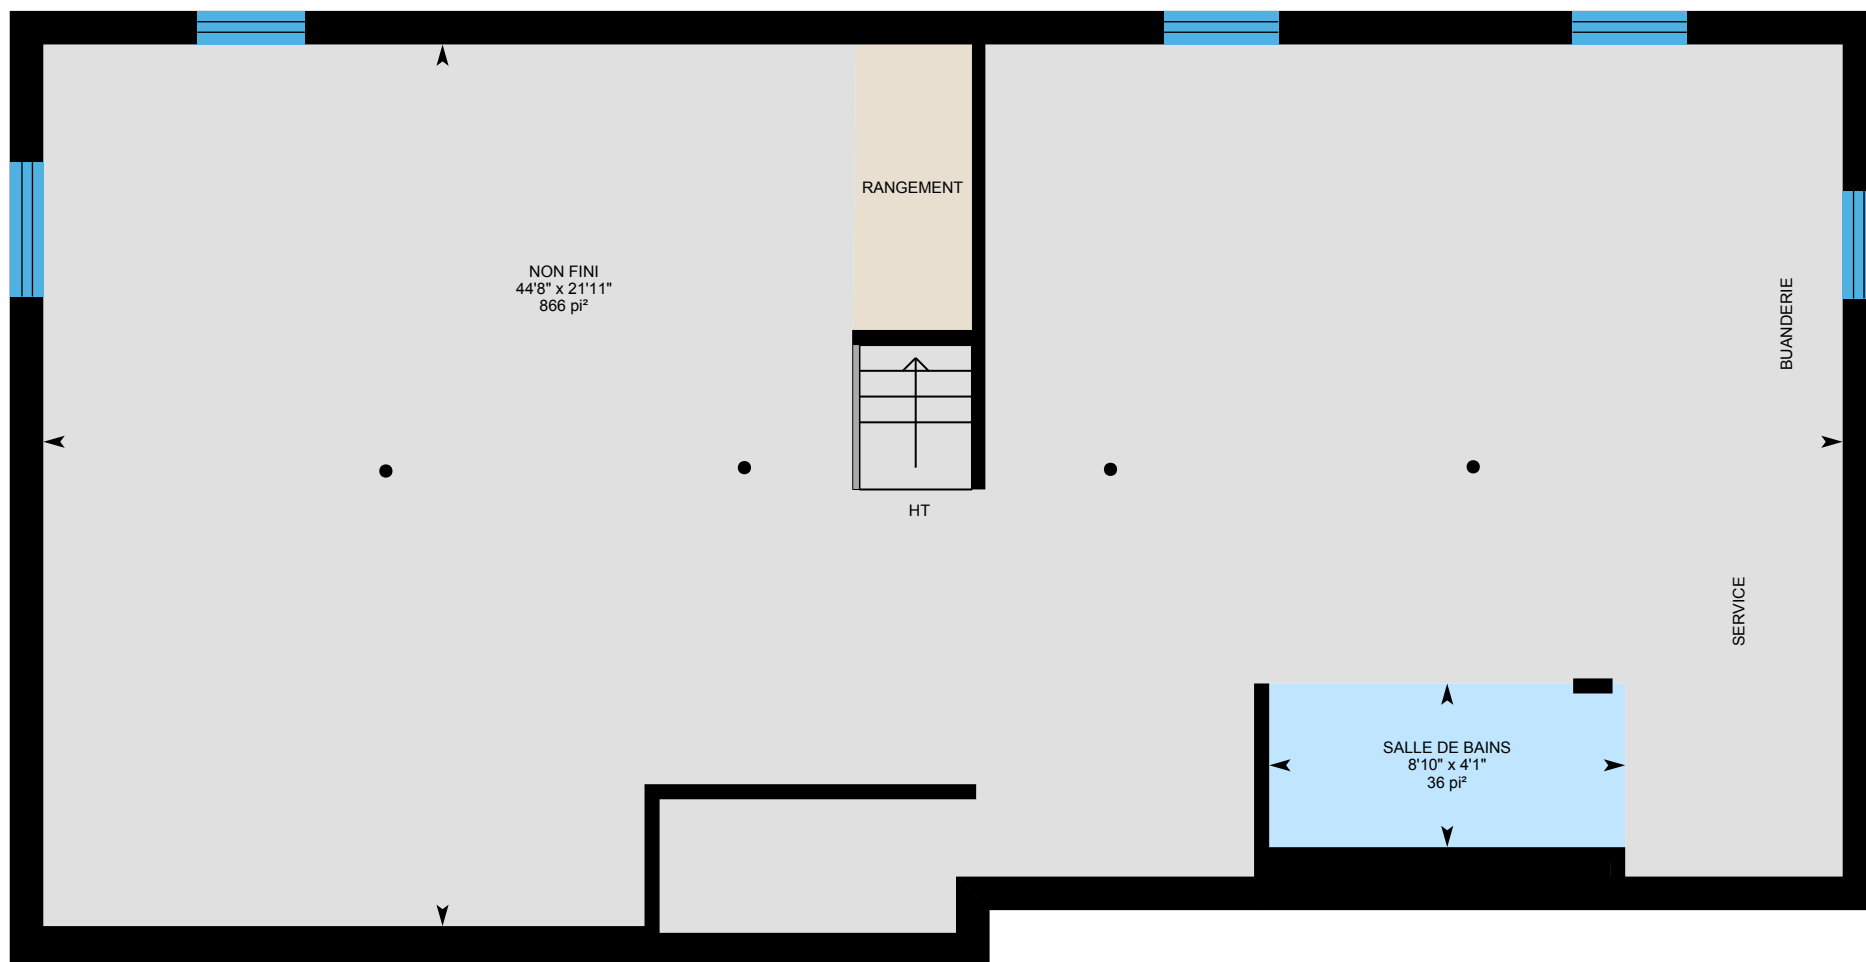 RANGEMENT
NON FINI
44'8" x 21'11"
866 pi²
BUANDERIE
HT
SERVICE
SALLE DE BAINS
8'10" x 4'1"
36 pi²